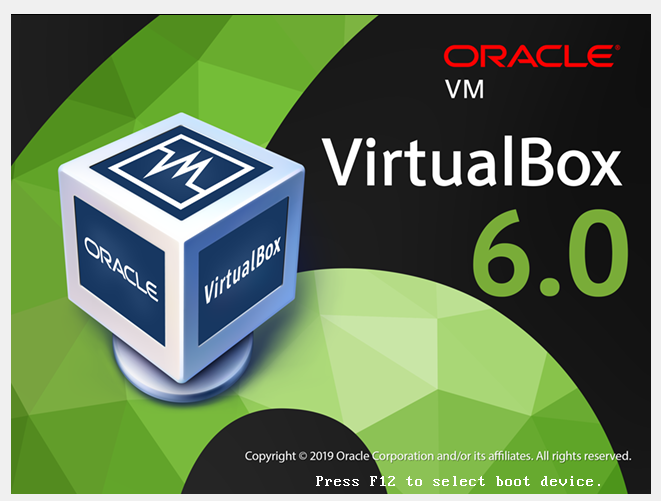 ORACLE®
VM
VirtualBox
6.0
ORACLE
VirtualBox
Copyright © 2019 Oracle Corporation and/or its affiliates. All rights reserved.
Press F12 to select boot device.